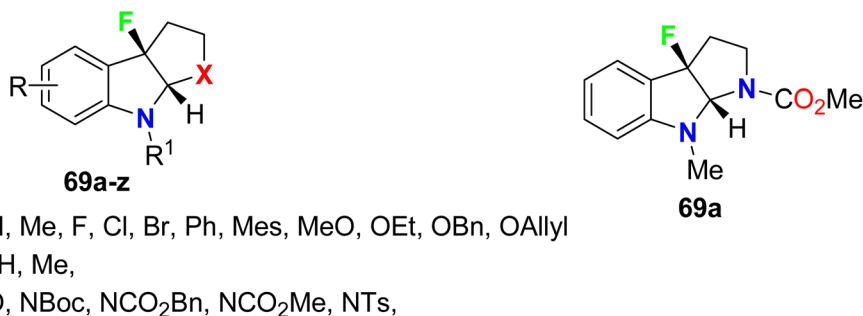 F
F
R
X
N
H
R¹
69a-z
N
CO₂Me
N
H
Me
69a
, Me, F, Cl, Br, Ph, Mes, MeO, OEt, OBn, OAllyl
H, Me,
, NBoc, NCO₂Bn, NCO₂Me, NTs,